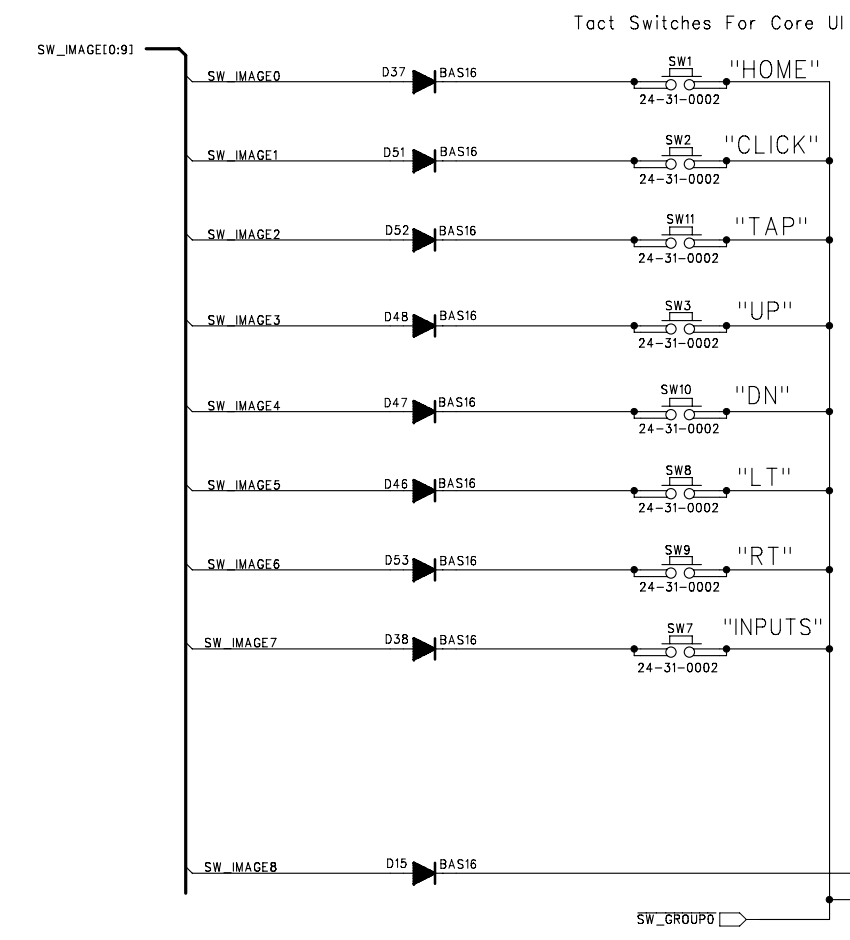 Tact Switches For Core UI
SW_IMAGE[0:9]
SW_IMAGE0 D37 BAS16 SW1 "HOME"
24-31-0002
SW_IMAGE1 D51 BAS16 SW2 "CLICK"
24-31-0002
SW_IMAGE2 D52 BAS16 SW11 "TAP"
24-31-0002
SW_IMAGE3 D48 BAS16 SW3 "UP"
24-31-0002
SW_IMAGE4 D47 BAS16 SW10 "DN"
24-31-0002
SW_IMAGE5 D46 BAS16 SW8 "LT"
24-31-0002
SW_IMAGE6 D53 BAS16 SW9 "RT"
24-31-0002
SW_IMAGE7 D38 BAS16 SW7 "INPUTS"
24-31-0002
SW_IMAGE8 D15 BAS16
SW_GROUP0